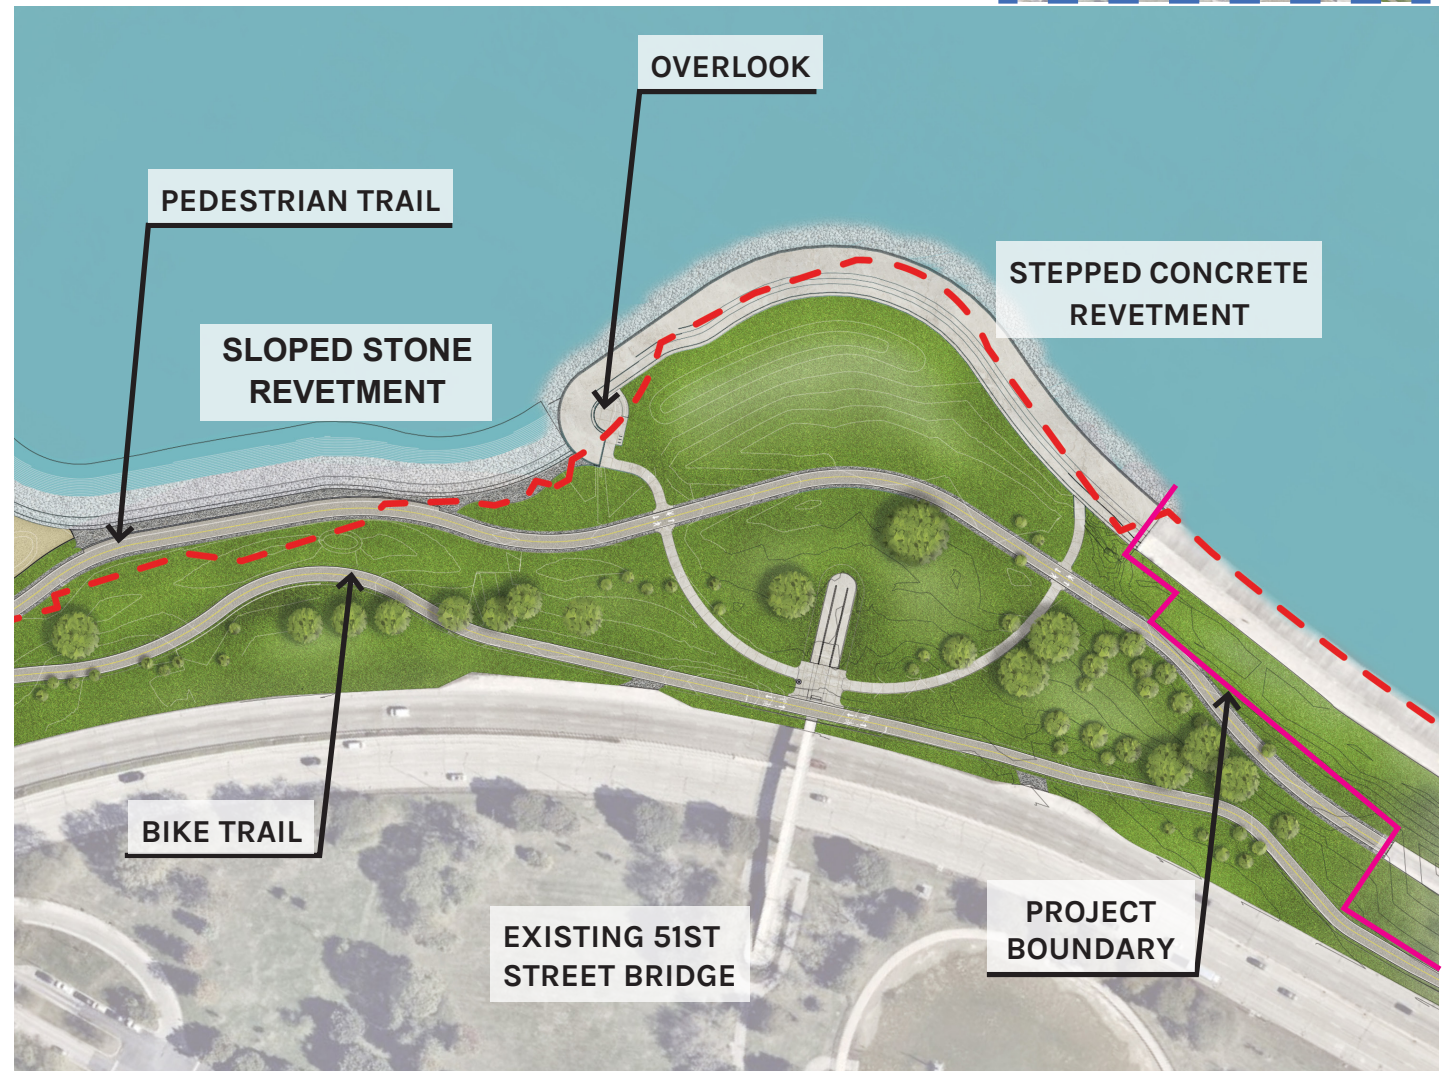 OVERLOOK
PEDESTRIAN TRAIL
STEPPED CONCRETE
REVETMENT
SLOPED STONE
REVETMENT
BIKE TRAIL
EXISTING 51ST
STREET BRIDGE
PROJECT
BOUNDARY